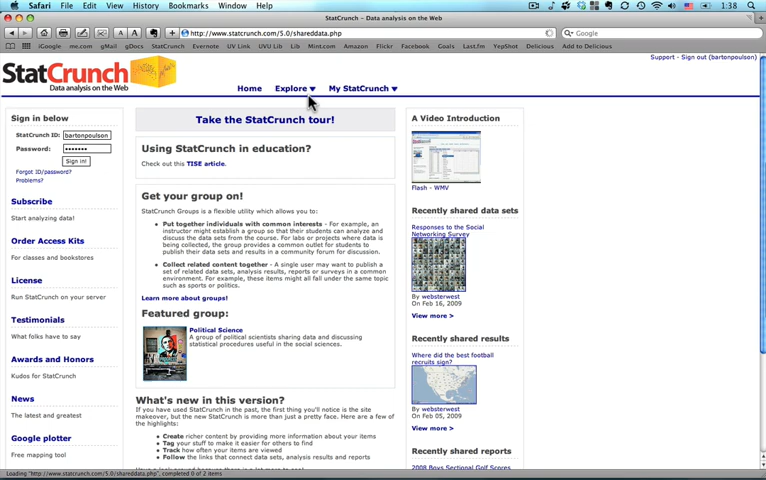 Safari File Edit View History Bookmarks Window Help 1:38
StatCrunch – Data analysis on the Web
http://www.statcrunch.com/5.0/shareddata.php
Google
iGoogle me.com gMail gDocs StatCrunch Evernote UV Link UVU Lib Mint.com Amazon Flickr Facebook Goals Last.fm YepShot Delicious Add to Delicious
Support - Sign out (bartonpoulson)
StatCrunch
Data analysis on the Web
Home Explore ▼ My StatCrunch ▼
Sign in below
StatCrunch ID: bartonpoulson
Password: •••••••
Sign in!
Forgot ID/password?
Problems?
Subscribe
Start analyzing data!
Order Access Kits
For classes and bookstores
License
Run StatCrunch on your server
Testimonials
What folks have to say
Awards and Honors
Kudos for StatCrunch
News
The latest and greatest
Google plotter
Free mapping tool
Take the StatCrunch tour!
Using StatCrunch in education?
Check out this TISE article.
Get your group on!
StatCrunch Groups is a flexible utility which allows you to:
• Put together individuals with common interests - For example, an
instructor might establish a group so that their students can analyze and
discuss the data sets from the course. For labs or projects where data is
being collected, the group provides a common outlet for students to
publish their data sets and results in a community forum for discussion.
• Collect related content together - A single user may want to publish a
set of related data sets, analysis results, reports or surveys in a common
environment. For example, these items might all fall under the same topic
such as sports or politics.
Learn more about groups!
Featured group:
Political Science
A group of political scientists sharing data and discussing
statistical procedures useful in the social sciences.
What's new in this version?
If you have used StatCrunch in the past, the first thing you'll notice is the site
makeover, but the new StatCrunch is more than just a pretty face. Here are a few of
the highlights:
• Create richer content by providing more information about your items
• Tag your stuff to make it easier for others to find
• Track how often your items are viewed
• Follow the links that connect data sets, analysis results and reports
A Video Introduction
Flash - WMV
Recently shared data sets
Responses to the Social
Networking Survey
By websterwest
On Feb 16, 2009
View more >
Recently shared results
Where did the best football
recruits sign?
By websterwest
On Feb 05, 2009
View more >
Recently shared reports
2008 Boys Sectional Golf Scores
Loading "http://www.statcrunch.com/5.0/shareddata.php", completed 0 of 2 items